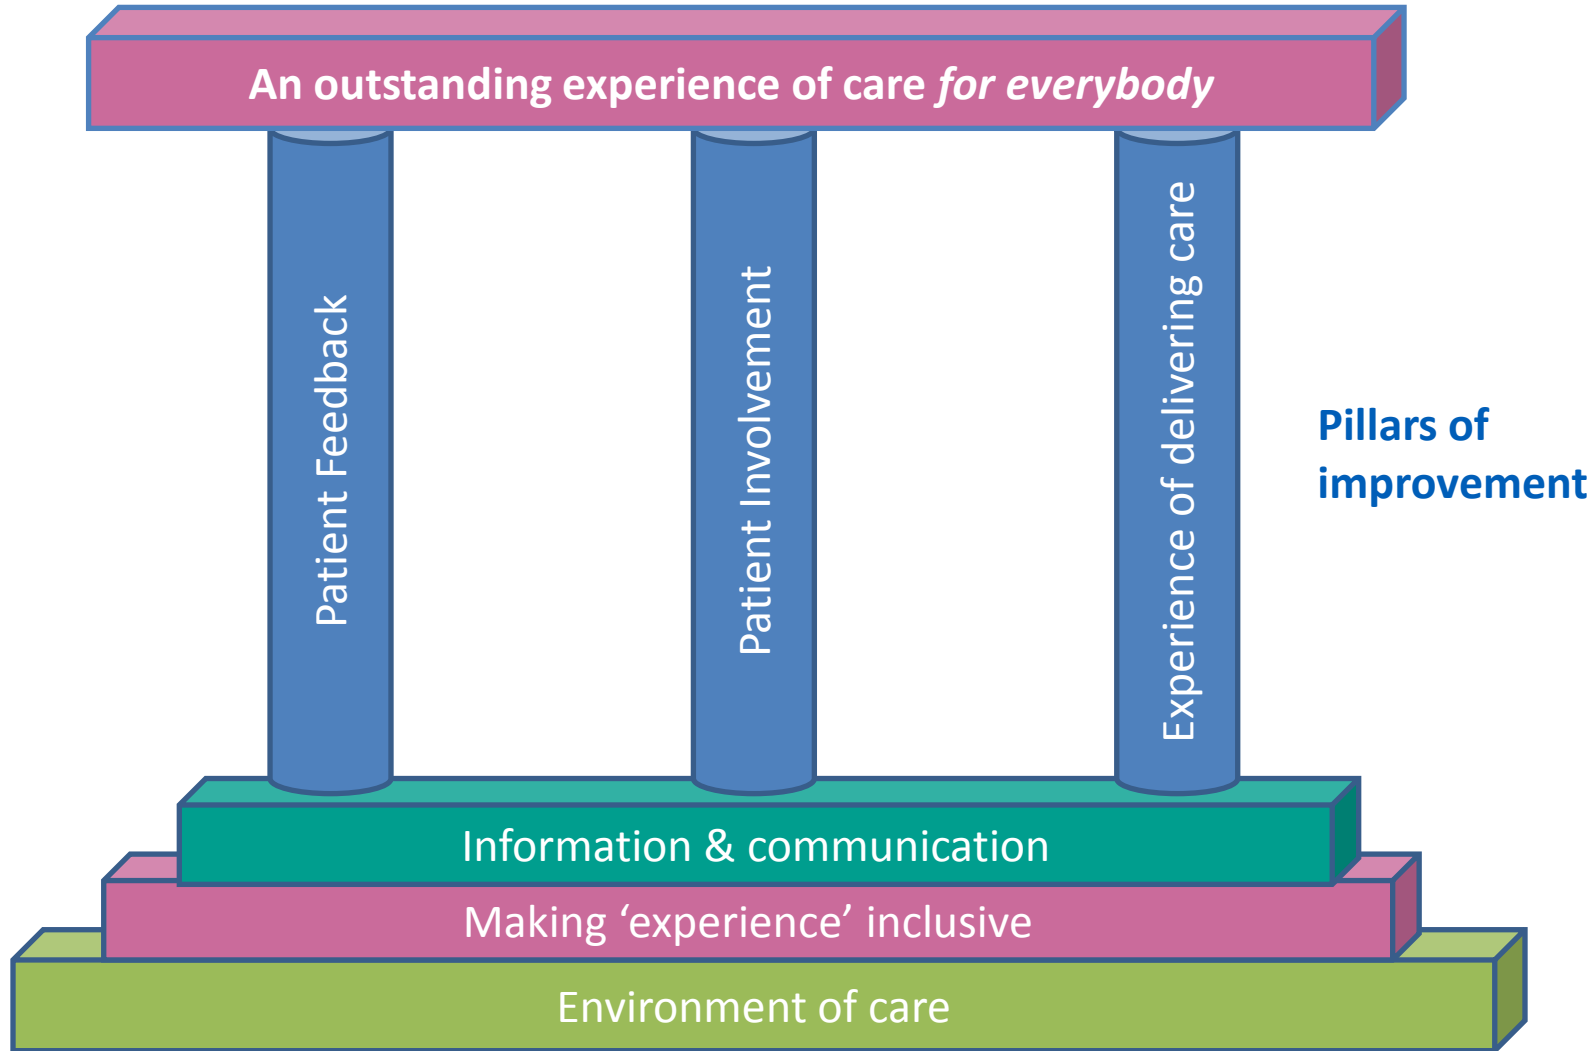 An outstanding experience of care for everybody
Patient Feedback
Patient Involvement
Experience of delivering care
Pillars of
improvement
Information & communication
Making ‘experience’ inclusive
Environment of care